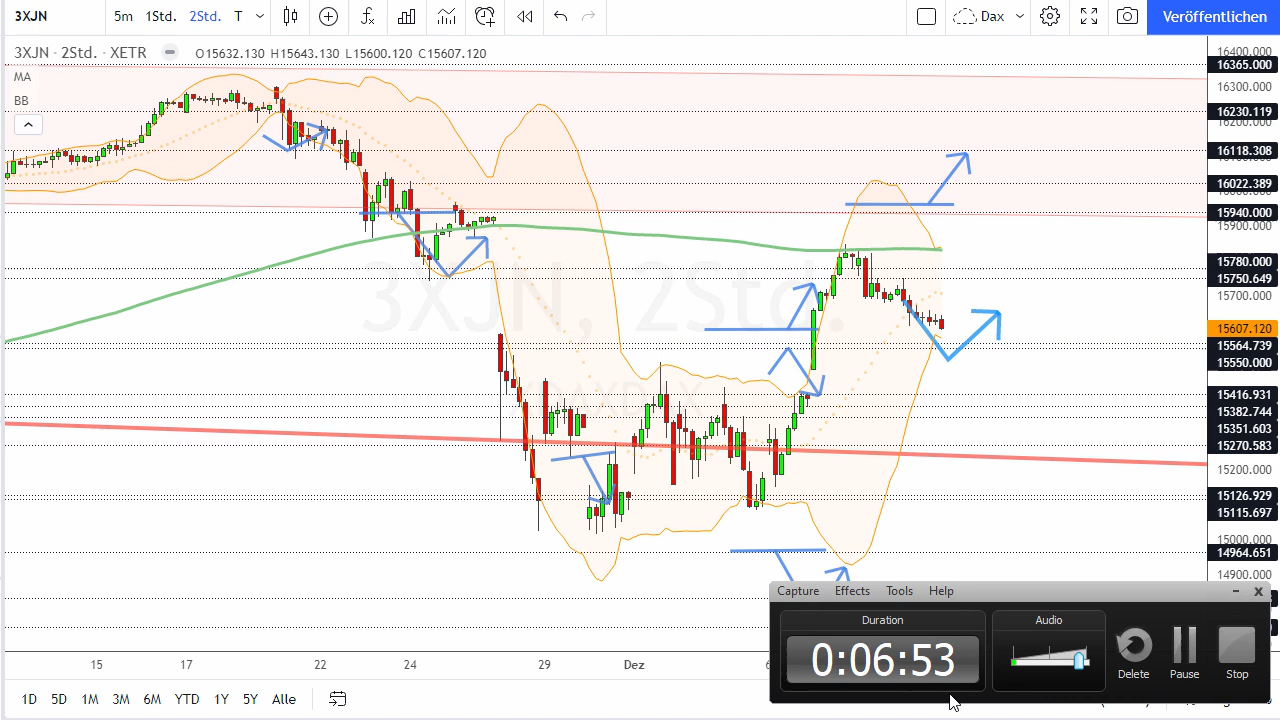 3XJN 5m 1Std. 2Std. T Dax Veröffentlichen
3XJN · 2Std. · XETR O15632.130 H15643.130 L15600.120 C15607.120
MA
BB
16400.000
16365.000
16300.000
16230.119
16200.000
16118.308
16022.389
15940.000
15900.000
15780.000
15750.649
15700.000
15607.120
15564.739
15550.000
15416.931
15382.744
15351.603
15270.583
15200.000
15126.929
15115.697
15000.000
14964.651
14900.000
3XJN, 2Std.
15 17 22 24 29 Dez
1D 5D 1M 3M 6M YTD 1Y 5Y Alle
Capture Effects Tools Help
Duration Audio
0:06:53
Delete Pause Stop